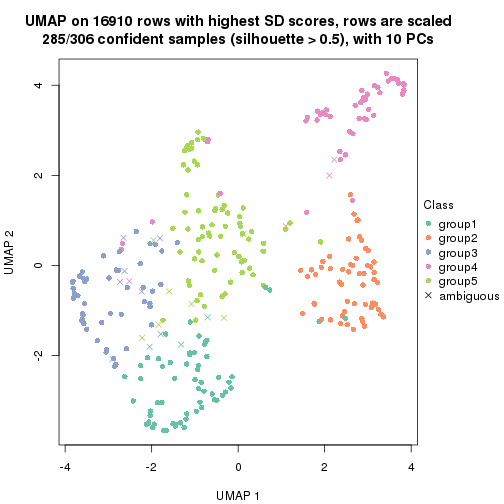 UMAP on 16910 rows with highest SD scores, rows are scaled
285/306 confident samples (silhouette > 0.5), with 10 PCs
UMAP 2
4
2
0
-2
-4
-2
0
2
4
UMAP 1
Class
group1
group2
group3
group4
group5
ambiguous